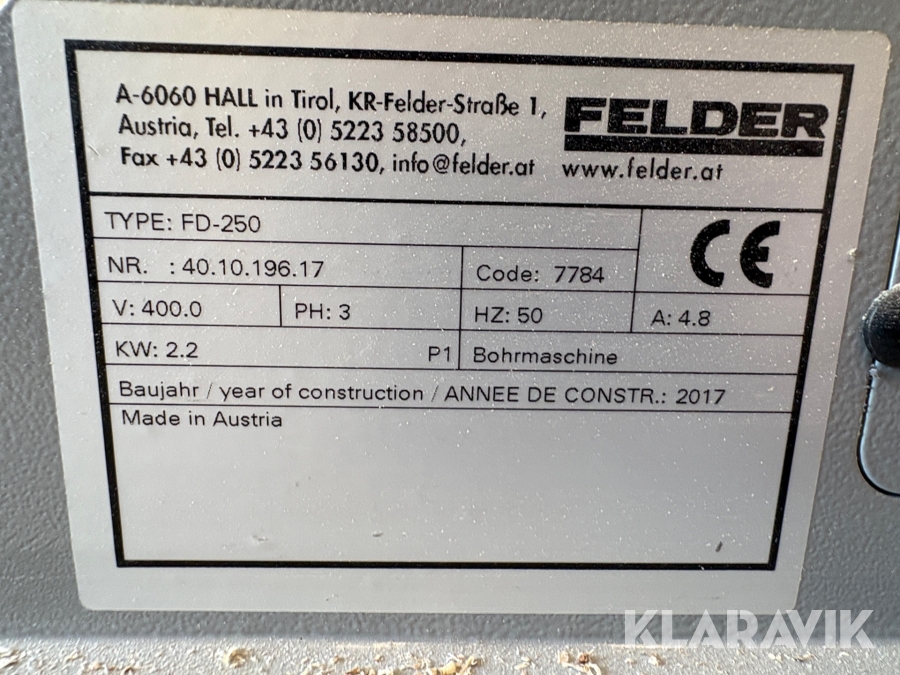 A-6060 HALL in Tirol, KR-Felder-Straße 1,
Austria, Tel. +43 (0) 5223 58500,
Fax +43 (0) 5223 56130, info@felder.at
FELDER
www.felder.at
TYPE: FD-250
CE
NR. : 40.10.196.17
Code: 7784
V: 400.0
PH: 3
HZ: 50
A: 4.8
KW: 2.2 P1
Bohrmaschine
Baujahr / year of construction / ANNEE DE CONSTR.: 2017
Made in Austria
KLARAVIK